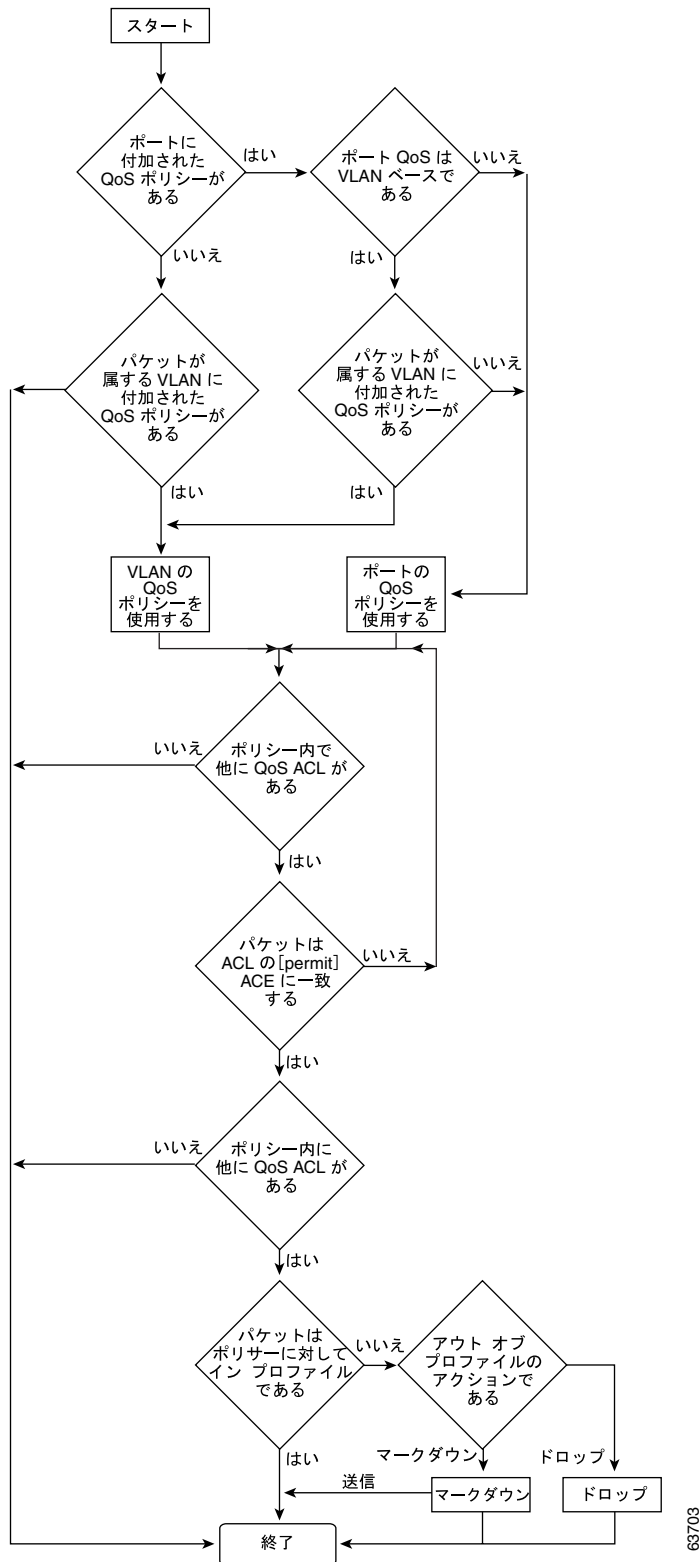 スタート
ポートに
付加された
QoS ポリシーが
ある
はい
ポート QoS は
VLAN ベースで
ある
いいえ
いいえ
はい
パケットが
属する VLAN に
付加された
QoS ポリシーが
ある
パケットが
属する VLAN に
付加された
QoS ポリシーが
ある
いいえ
はい
はい
VLAN の
QoS
ポリシーを
使用する
ポートの
QoS
ポリシーを
使用する
いいえ
ポリシー内で
他に QoS ACL が
ある
はい
パケットは
ACL の[permit]
ACE に一致
する
いいえ
はい
いいえ
ポリシー内に
他に QoS ACL が
ある
はい
パケットは
ポリサーに対して
イン プロファイル
である
いいえ
アウト オブ
プロファイルの
アクションで
ある
はい
マークダウン
ドロップ
送信
マークダウン
ドロップ
終了
63703